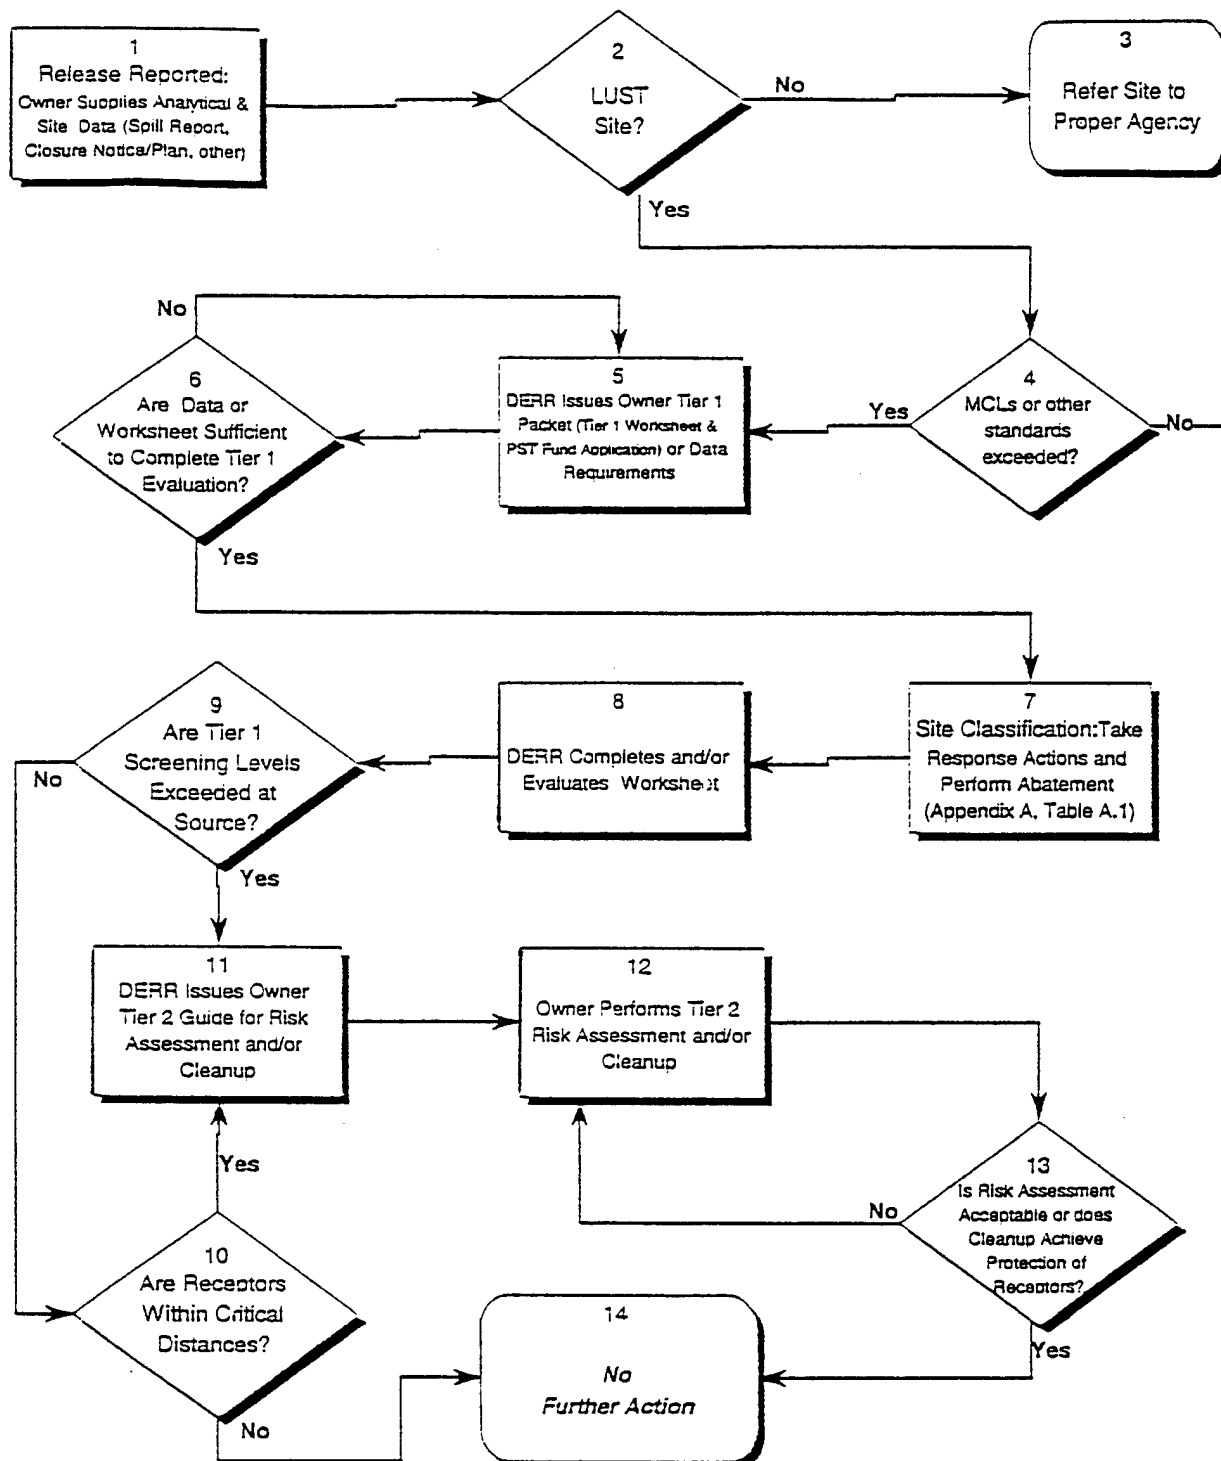 1
Release Reported:
Owner Supplies Analytical &
Site Data (Spill Report,
Closure Notice/Plan, other)
2
LUST
Site?
No
3
Refer Site to
Proper Agency
Yes
4
MCLs or other
standards
exceeded?
Yes
No
5
DERR Issues Owner Tier 1
Packet (Tier 1 Worksheet &
PST Fund Application) or Data
Requirements
No
6
Are Data or
Worksheet Sufficient
to Complete Tier 1
Evaluation?
Yes
7
Site Classification:Take
Response Actions and
Perform Abatement
(Appendix A, Table A.1)
8
DERR Completes and/or
Evaluates Worksheet
9
Are Tier 1
Screening Levels
Exceeded at
Source?
No
Yes
11
DERR Issues Owner
Tier 2 Guide for Risk
Assessment and/or
Cleanup
12
Owner Performs Tier 2
Risk Assessment and/or
Cleanup
Yes
10
Are Receptors
Within Critical
Distances?
No
13
Is Risk Assessment
Acceptable or does
Cleanup Achieve
Protection of
Receptors?
No
Yes
14
No
Further Action